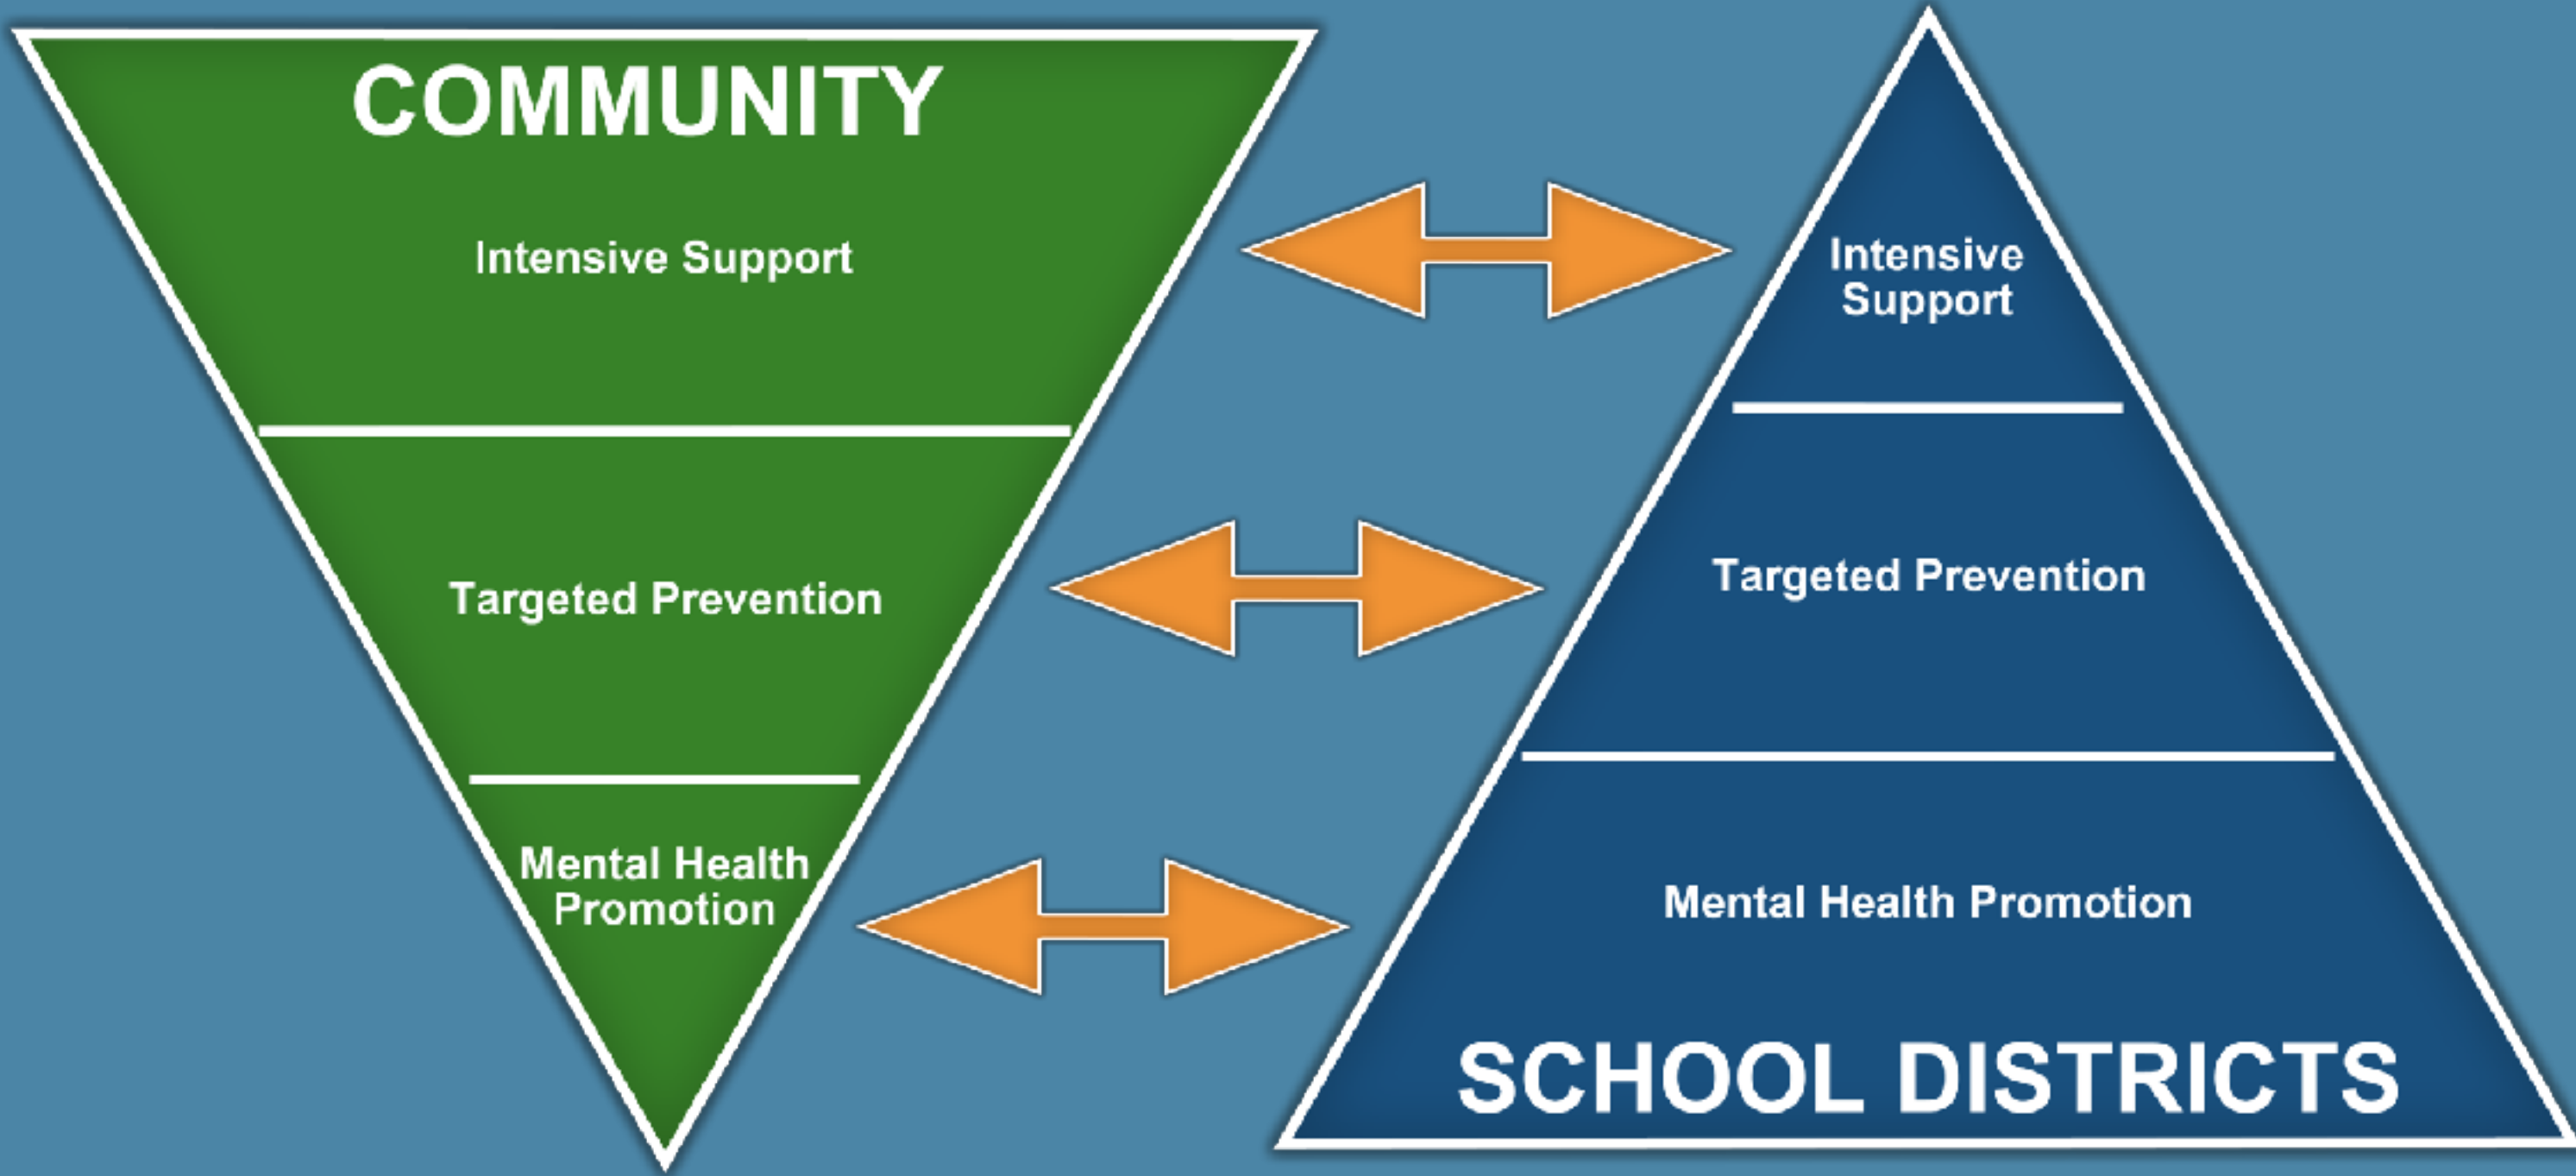 COMMUNITY
Intensive Support
Targeted Prevention
Mental Health
Promotion
Intensive
Support
Targeted Prevention
Mental Health Promotion
SCHOOL DISTRICTS